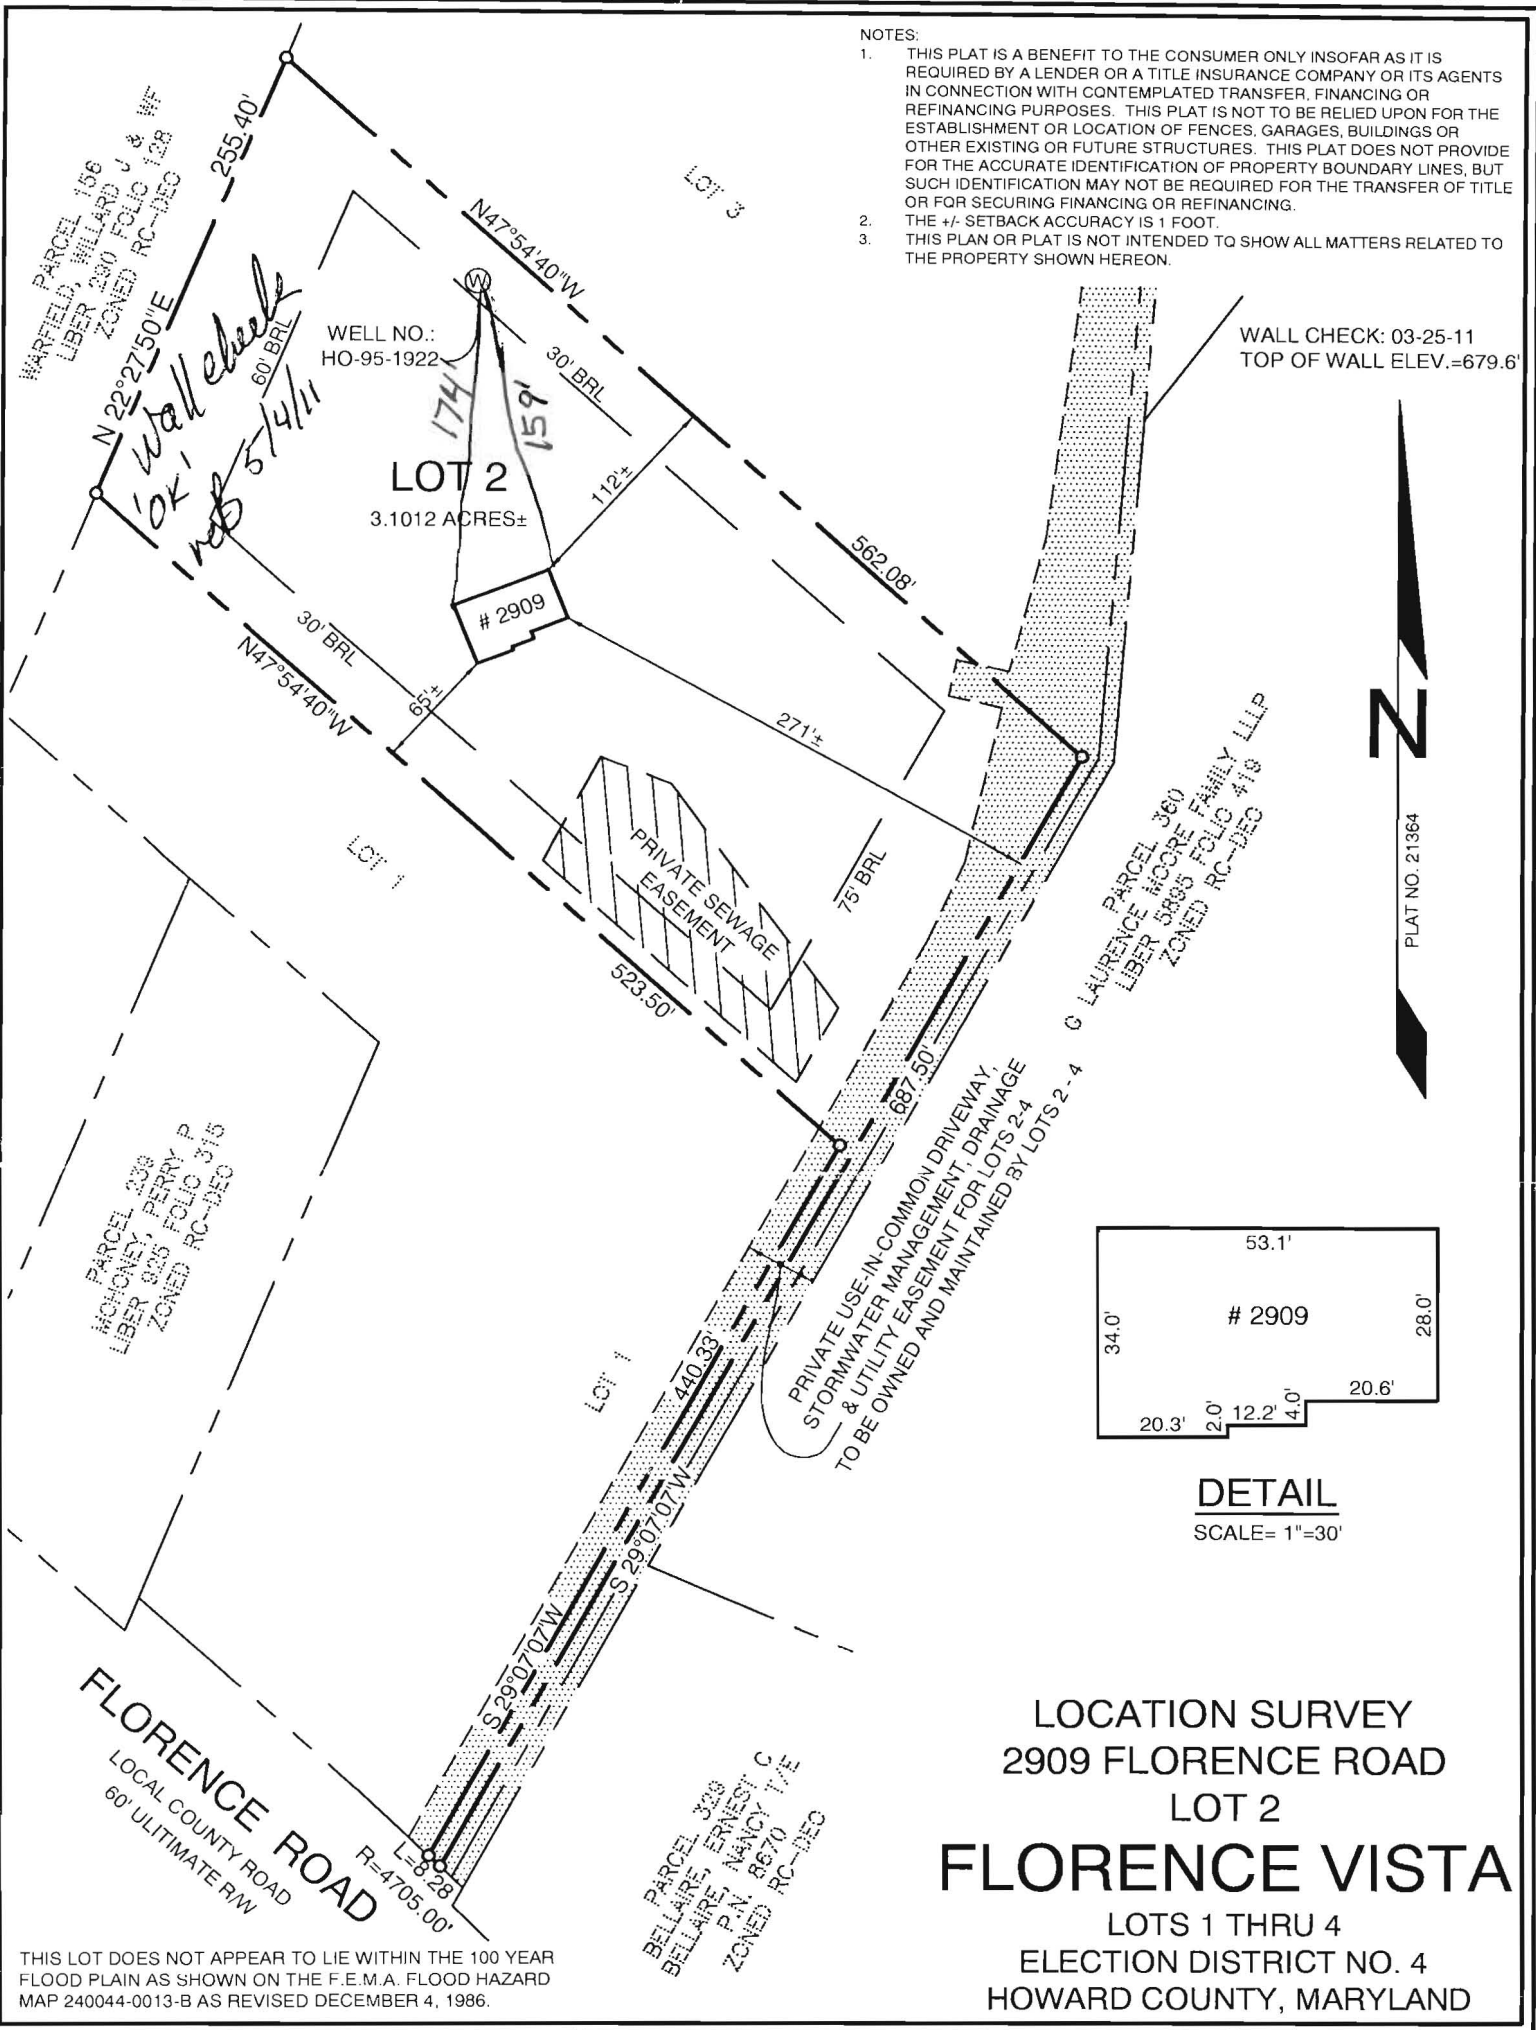 NOTES:
1. THIS PLAT IS A BENEFIT TO THE CONSUMER ONLY INSOFAR AS IT IS
REQUIRED BY A LENDER OR A TITLE INSURANCE COMPANY OR ITS AGENTS
IN CONNECTION WITH CONTEMPLATED TRANSFER, FINANCING OR
REFINANCING PURPOSES. THIS PLAT IS NOT TO BE RELIED UPON FOR THE
ESTABLISHMENT OR LOCATION OF FENCES, GARAGES, BUILDINGS OR
OTHER EXISTING OR FUTURE STRUCTURES. THIS PLAT DOES NOT PROVIDE
FOR THE ACCURATE IDENTIFICATION OF PROPERTY BOUNDARY LINES, BUT
SUCH IDENTIFICATION MAY NOT BE REQUIRED FOR THE TRANSFER OF TITLE
OR FOR SECURING FINANCING OR REFINANCING.
2. THE +/- SETBACK ACCURACY IS 1 FOOT.
3. THIS PLAN OR PLAT IS NOT INTENDED TO SHOW ALL MATTERS RELATED TO
THE PROPERTY SHOWN HEREON.
PARCEL 156
WARFIELD, WILLARD J & WF
LIBER 290 FOLIO 128
ZONED RC-DEO
N 22°27'50"E
255.40'
LOT 3
N47°54'40"W
562.08'
W
WELL NO.:
HO-95-1922
60' BRL
30' BRL
Wall check
'OK'
5/4/11
174'
159'
LOT 2
3.1012 ACRES±
112'±
# 2909
WALL CHECK: 03-25-11
TOP OF WALL ELEV.=679.6'
30' BRL
65'±
N47°54'40"W
523.50'
271'±
75' BRL
PRIVATE SEWAGE
EASEMENT
N
PLAT NO. 21364
PARCEL 360
G LAURENCE MOORE FAMILY LLLP
LIBER 5895 FOLIO 419
ZONED RC-DEO
LOT 1
687.50'
PRIVATE USE-IN-COMMON DRIVEWAY,
STORMWATER MANAGEMENT, DRAINAGE
& UTILITY EASEMENT FOR LOTS 2-4
TO BE OWNED AND MAINTAINED BY LOTS 2 - 4
PARCEL 239
MOHONEY, PERRY P
LIBER 925 FOLIO 315
ZONED RC-DEO
LOT 1
440.33'
S 29°07'07"W
S 29°07'07"W
53.1'
34.0'
# 2909
28.0'
20.3'
2.0'
12.2'
4.0'
20.6'
DETAIL
SCALE= 1"=30'
FLORENCE ROAD
LOCAL COUNTY ROAD
60' ULITIMATE R/W
L=8.28
R=4705.00'
PARCEL 339
BELLAIRE, ERNEST C
BELLAIRE, NANCY T/E
P.N. 8670
ZONED RC-DEO
LOCATION SURVEY
2909 FLORENCE ROAD
LOT 2
FLORENCE VISTA
LOTS 1 THRU 4
ELECTION DISTRICT NO. 4
HOWARD COUNTY, MARYLAND
THIS LOT DOES NOT APPEAR TO LIE WITHIN THE 100 YEAR
FLOOD PLAIN AS SHOWN ON THE F.E.M.A. FLOOD HAZARD
MAP 240044-0013-B AS REVISED DECEMBER 4, 1986.